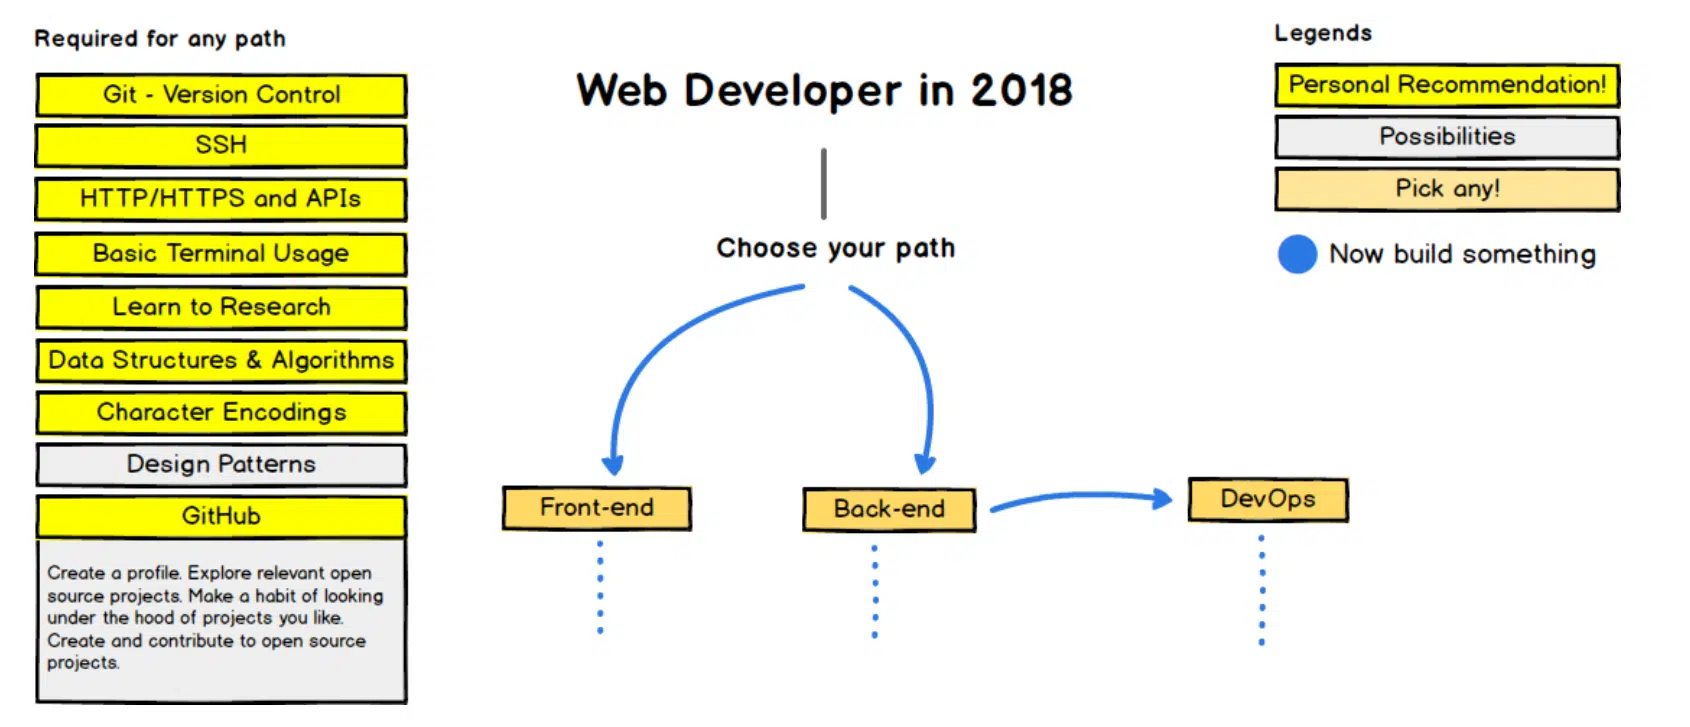 Required for any path
Git - Version Control
SSH
HTTP/HTTPS and APIs
Basic Terminal Usage
Learn to Research
Data Structures & Algorithms
Character Encodings
Design Patterns
GitHub
Create a profile. Explore relevant open
source projects. Make a habit of looking
under the hood of projects you like.
Create and contribute to open source
projects.
Web Developer in 2018
Choose your path
Front-end
Back-end
DevOps
Legends
Personal Recommendation!
Possibilities
Pick any!
Now build something